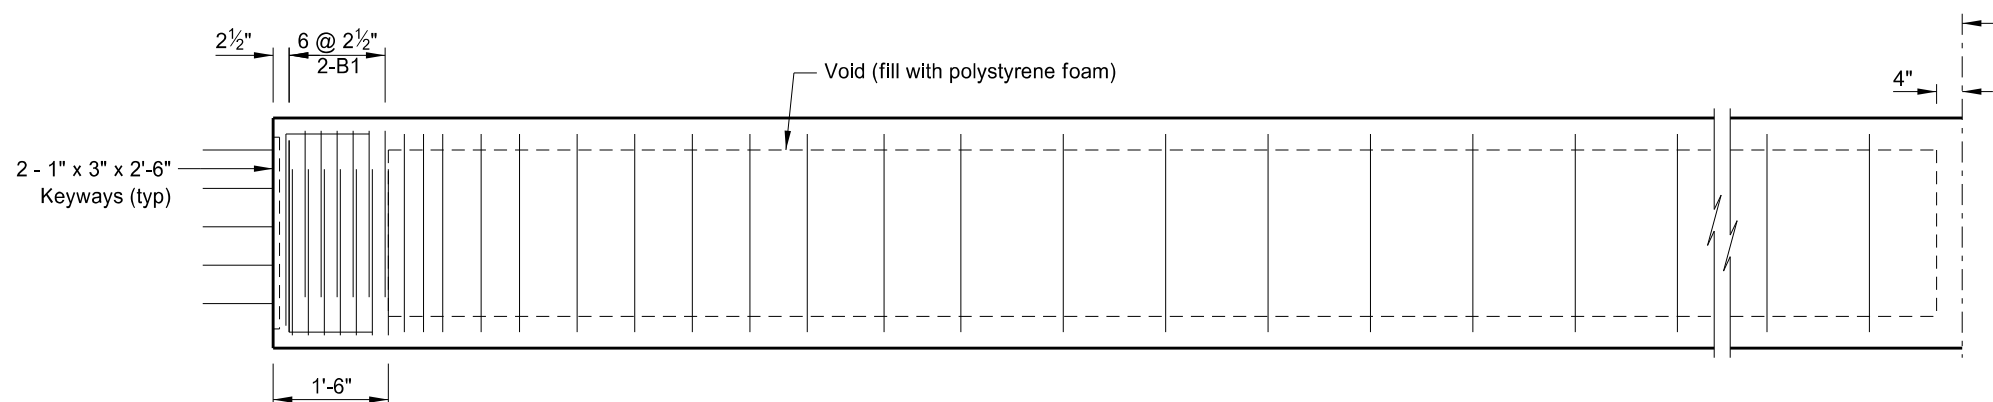 2½" 6 @ 2½"
2-B1
Void (fill with polystyrene foam)
4"
2 - 1" x 3" x 2'-6"
Keyways (typ)
1'-6"